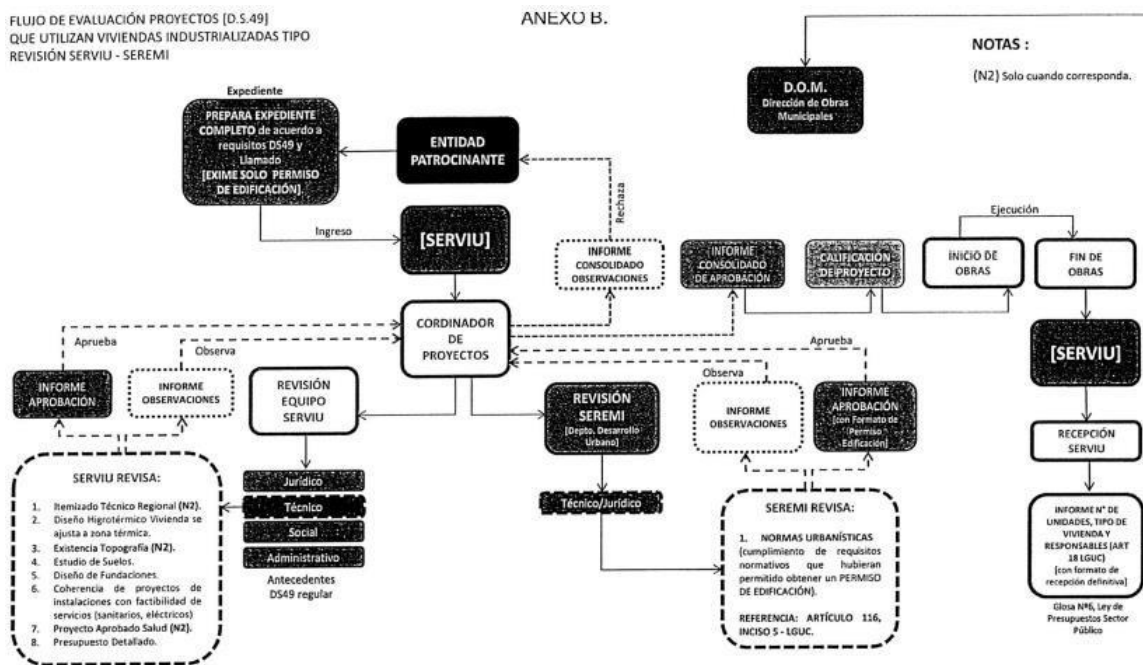 FLUJO DE EVALUACIÓN PROYECTOS [D.S.49]
QUE UTILIZAN VIVIENDAS INDUSTRIALIZADAS TIPO
REVISIÓN SERVIU - SEREMI
ANEXO B.
NOTAS :
(N2) Solo cuando corresponda.
D.O.M.
Dirección de Obras
Municipales
Expediente
PREPARA EXPEDIENTE
COMPLETO de acuerdo a
requisitos DS49 y
Llamado
[EXIME SOLO PERMISO
DE EDIFICACIÓN]
ENTIDAD
PATROCINANTE
Rechaza
Ingreso
[SERVIU]
INFORME
CONSOLIDADO
OBSERVACIONES
INFORME
CONSOLIDADO
DE APROBACIÓN
CALIFICACIÓN
DE PROYECTO
Ejecución
INICIO DE
OBRAS
FIN DE
OBRAS
CORDINADOR
DE
PROYECTOS
Aprueba
Observa
INFORME
APROBACIÓN
INFORME
OBSERVACIONES
REVISIÓN
EQUIPO
SERVIU
REVISIÓN
SEREMI
[Depto. Desarrollo
Urbano]
Observa
Aprueba
INFORME
OBSERVACIONES
INFORME
APROBACIÓN
[con Formato de
Permiso
Edificación]
[SERVIU]
RECEPCIÓN
SERVIU
SERVIU REVISA:
1. Itemizado Técnico Regional (N2).
2. Diseño Higrotérmico Vivienda se
ajusta a zona térmica.
3. Existencia Topografía (N2).
4. Estudio de Suelos.
5. Diseño de Fundaciones.
6. Coherencia de proyectos de
instalaciones con factibilidad de
servicios (sanitarios, eléctricos)
7. Proyecto Aprobado Salud (N2).
8. Presupuesto Detallado.
Jurídico
Técnico
Social
Administrativo
Antecedentes
DS49 regular
Técnico/Jurídico
SEREMI REVISA:
1. NORMAS URBANÍSTICAS
(cumplimiento de requisitos
normativos que hubieran
permitido obtener un PERMISO
DE EDIFICACIÓN).
REFERENCIA: ARTÍCULO 116,
INCISO 5 - LGUC.
INFORME N° DE
UNIDADES, TIPO DE
VIVIENDA Y
RESPONSABLES (ART
18 LGUC)
[con formato de
recepción definitiva]
Glosa Nº6, Ley de
Presupuestos Sector
Público